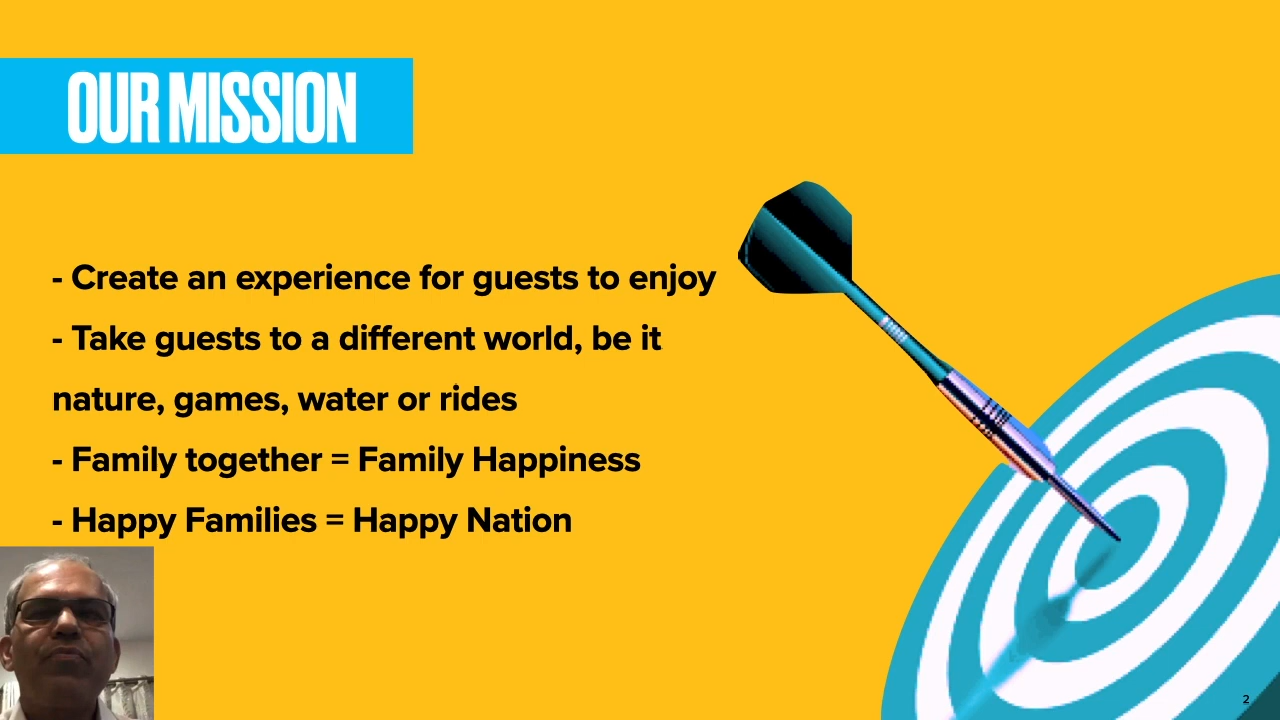 OUR MISSION
- Create an experience for guests to enjoy
- Take guests to a different world, be it
nature, games, water or rides
- Family together = Family Happiness
- Happy Families = Happy Nation
2